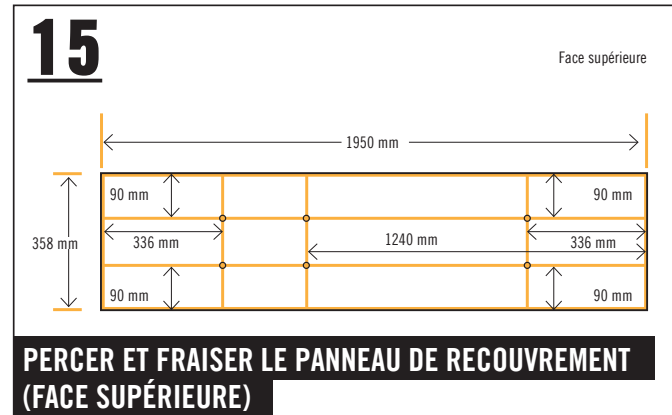 15
Face supérieure
1950 mm
90 mm
90 mm
358 mm
336 mm
1240 mm
336 mm
90 mm
90 mm
PERCER ET FRAISER LE PANNEAU DE RECOUVREMENT
(FACE SUPÉRIEURE)